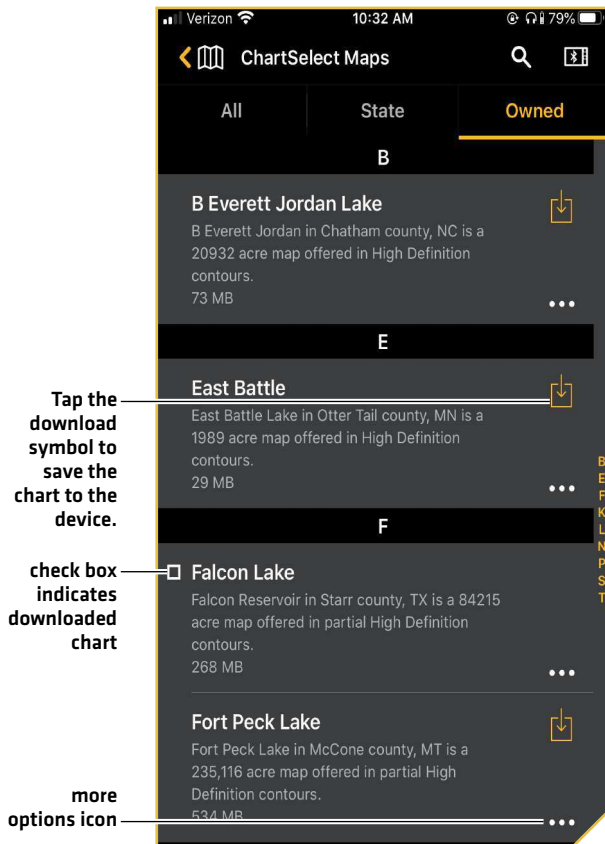 Verizon 10:32 AM 79%
ChartSelect Maps
All State Owned
B
B Everett Jordan Lake
B Everett Jordan in Chatham county, NC is a
20932 acre map offered in High Definition
contours.
73 MB
E
East Battle
East Battle Lake in Otter Tail county, MN is a
1989 acre map offered in High Definition
contours.
29 MB
F
Falcon Lake
Falcon Reservoir in Starr county, TX is a 84215
acre map offered in partial High Definition
contours.
268 MB
Fort Peck Lake
Fort Peck Lake in McCone county, MT is a
235,116 acre map offered in partial High
Definition contours.
534 MB
B
E
F
K
L
N
P
S
T
Tap the
download
symbol to
save the
chart to the
device.
check box
indicates
downloaded
chart
more
options icon